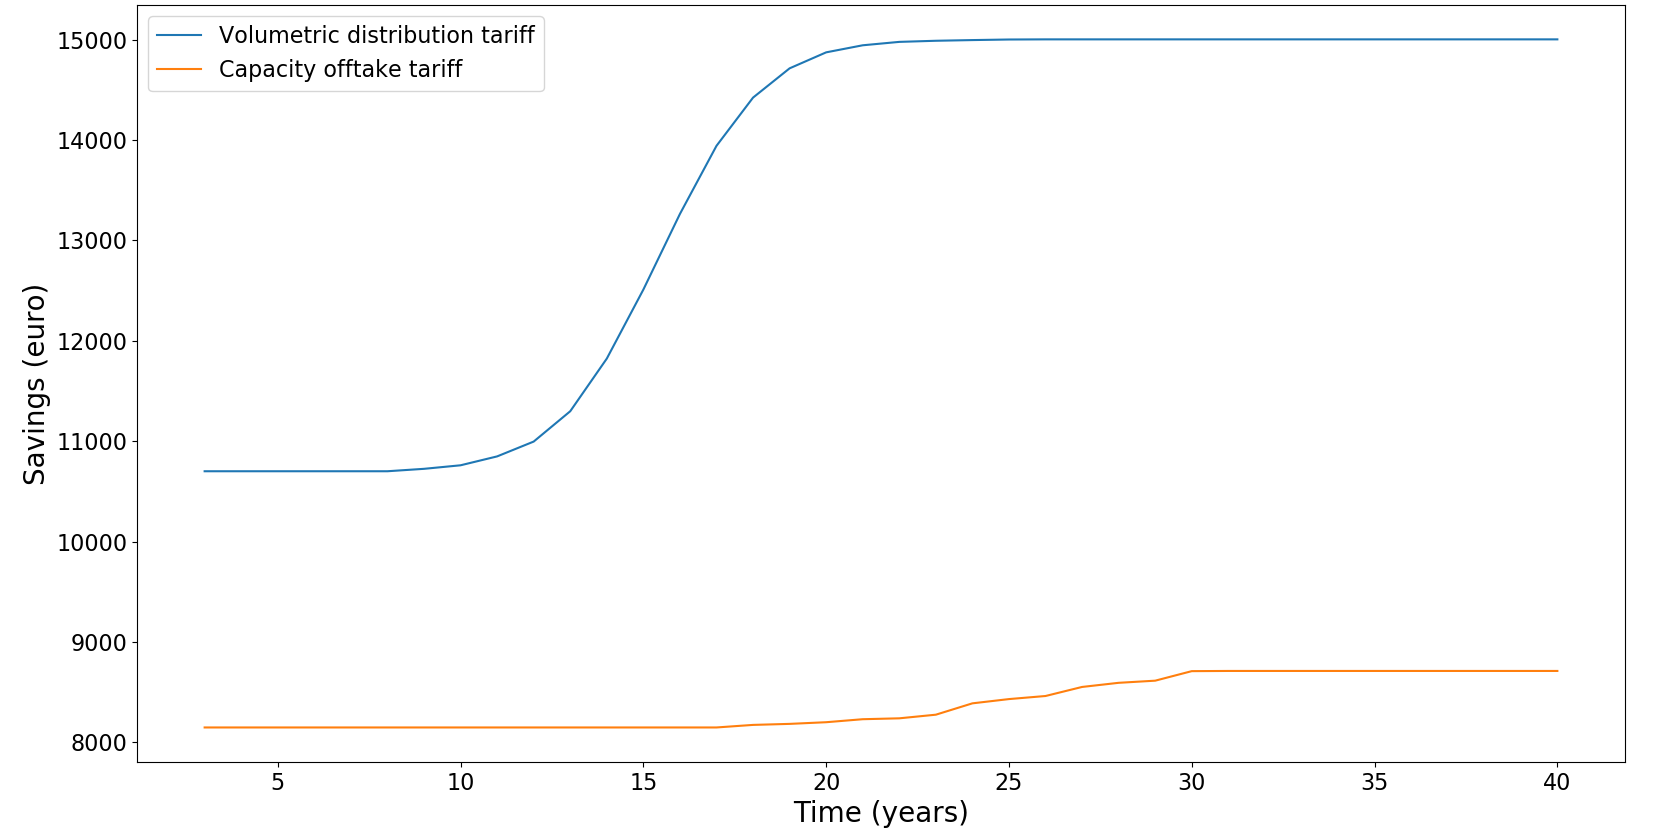 Volumetric distribution tariff
Capacity offtake tariff
15000
14000
13000
12000
11000
10000
9000
8000
Savings (euro)
5 10 15 20 25 30 35 40
Time (years)